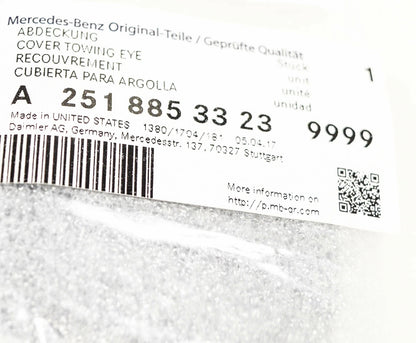 Mercedes-Benz Original-Teile / Geprüfte Qualität
ABDECKUNG Stück 1
COVER TOWING EYE unit
RECOUVREMENT unité
CUBIERTA PARA ARGOLLA unidad
A 251 885 33 23 9999
Made in UNITED STATES 1380/1704/181 05.04.17
Daimler AG, Germany, Mercedesstr. 137, 70327 Stuttgart
More information on
http://p.mb-qr.com